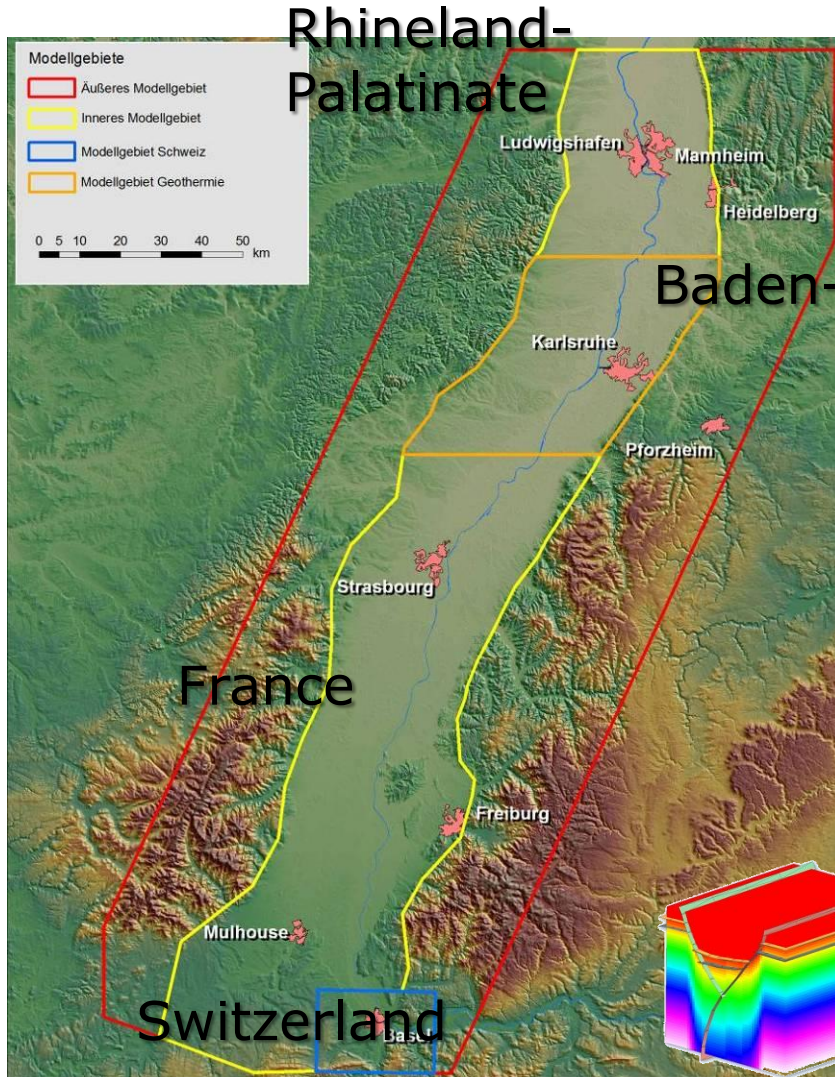 Rhineland-
Palatinate
Modellgebiete
Äußeres Modellgebiet
Inneres Modellgebiet
Modellgebiet Schweiz
Modellgebiet Geothermie
0 5 10 20 30 40 50
km
Ludwigshafen
Mannheim
Heidelberg
Baden-
Karlsruhe
Pforzheim
Strasbourg
France
Freiburg
Mulhouse
Switzerland
Basel